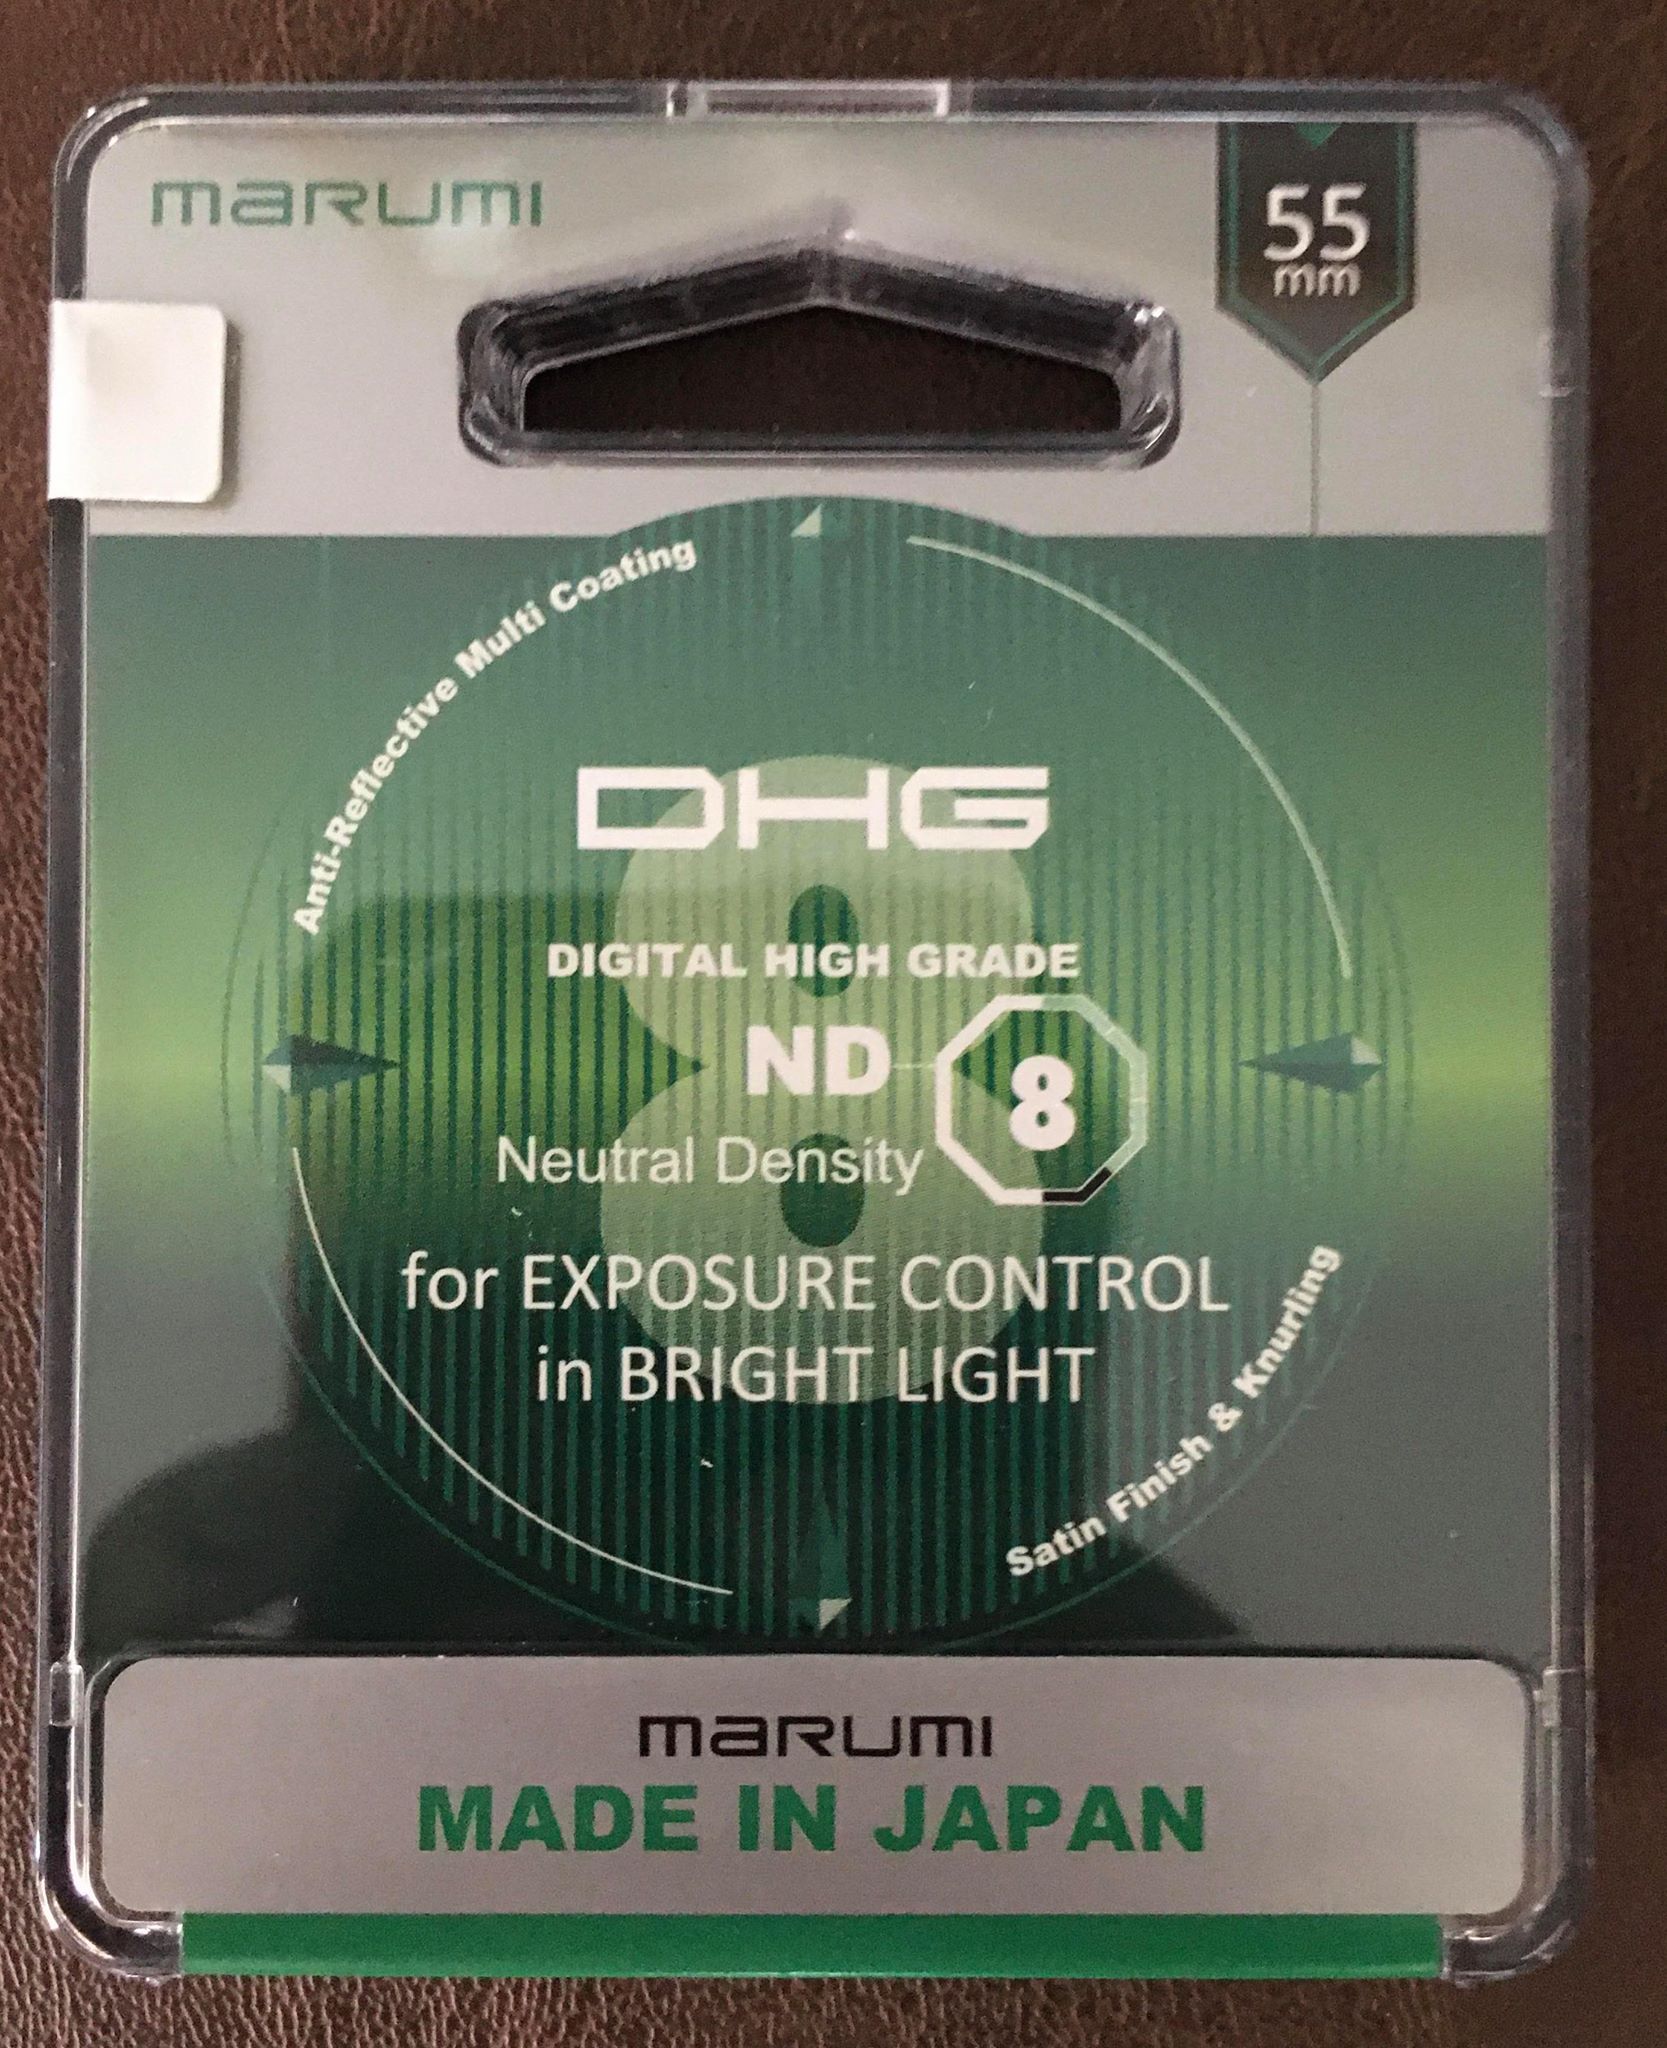 marumi
55
mm
Anti-Reflective Multi Coating
DHG
DIGITAL HIGH GRADE
ND 8
Neutral Density
for EXPOSURE CONTROL
in BRIGHT LIGHT
Satin Finish & Knurling
marumi
MADE IN JAPAN